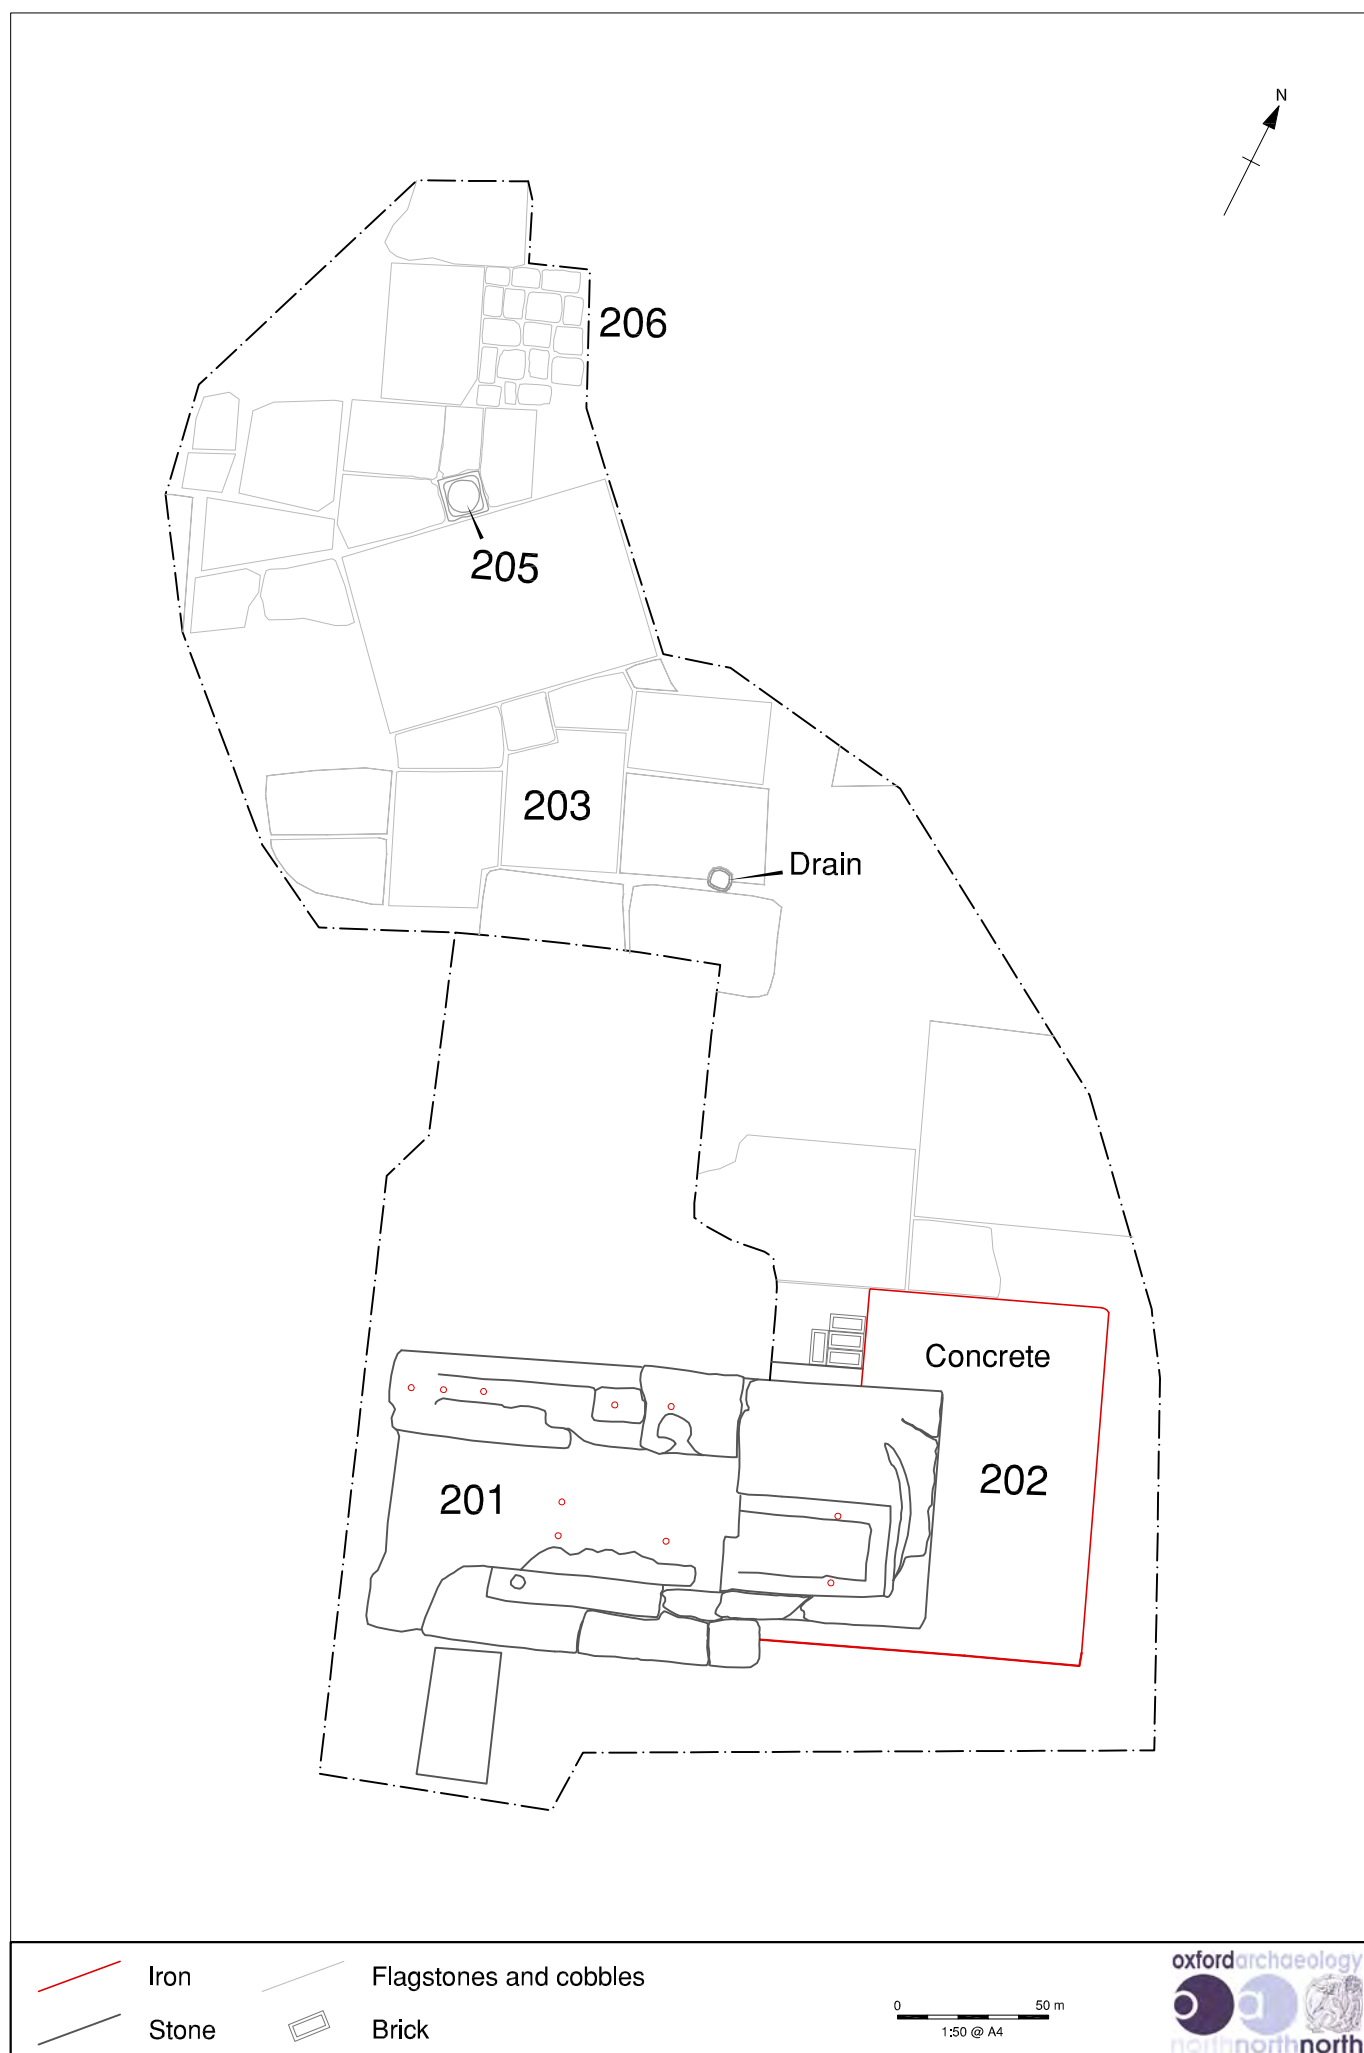 N
206
205
203
Drain
Concrete
202
201
Iron
Flagstones and cobbles
Stone
Brick
0 50 m
1:50 @ A4
oxfordarchaeology
northnorthnorth